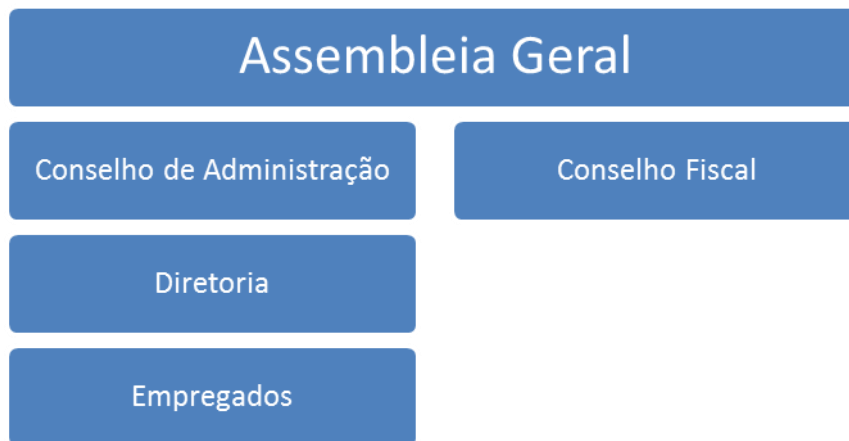 Assembleia Geral
Conselho de Administração
Conselho Fiscal
Diretoria
Empregados